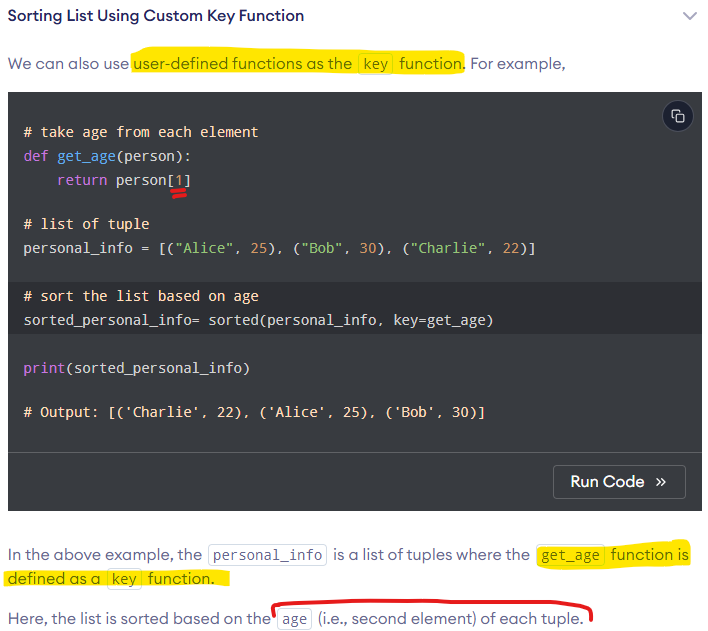 Sorting List Using Custom Key Function
We can also use user-defined functions as the key function. For example,
# take age from each element
def get_age(person):
    return person[1]
# list of tuple
personal_info = [("Alice", 25), ("Bob", 30), ("Charlie", 22)]
# sort the list based on age
sorted_personal_info= sorted(personal_info, key=get_age)
print(sorted_personal_info)
# Output: [('Charlie', 22), ('Alice', 25), ('Bob', 30)]
Run Code »
In the above example, the personal_info is a list of tuples where the get_age function is
defined as a key function.
Here, the list is sorted based on the age (i.e., second element) of each tuple.